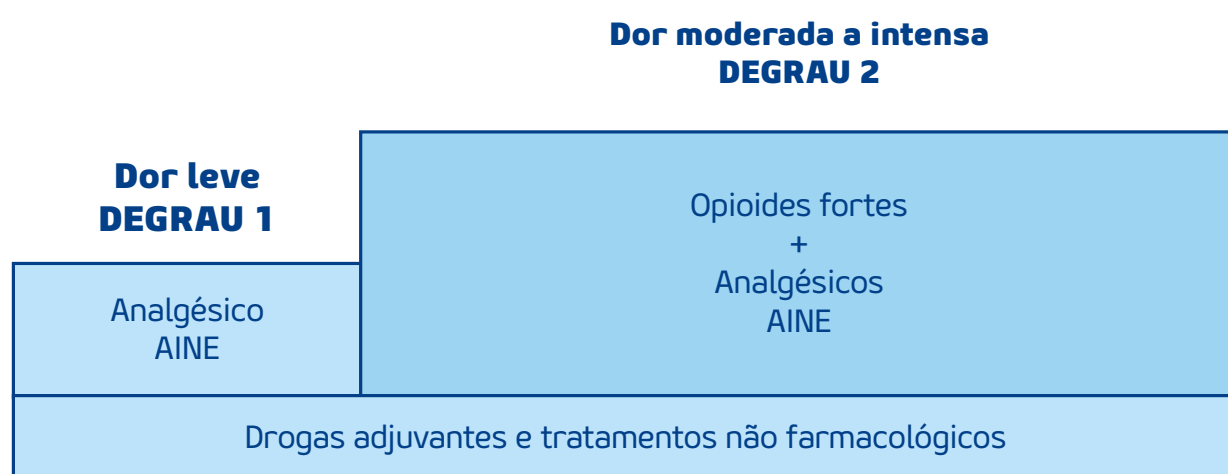 Dor moderada a intensa
DEGRAU 2
Dor leve
DEGRAU 1
Opioides fortes
+
Analgésicos
AINE
Analgésico
AINE
Drogas adjuvantes e tratamentos não farmacológicos